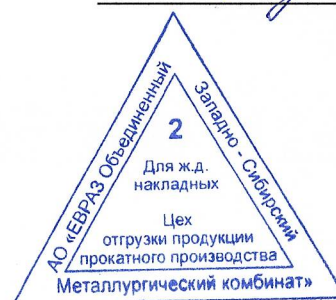 АО «ЕВРАЗ Объединенный
Западно - Сибирский
Металлургический комбинат»
2
Для ж.д.
накладных
Цех
отгрузки продукции
прокатного производства